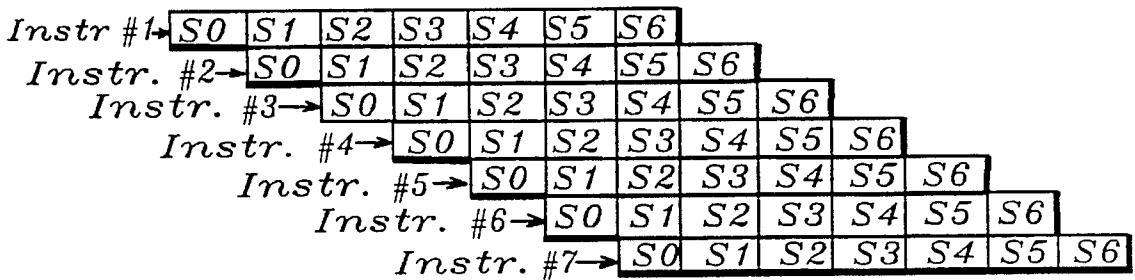 Instr #1 S0 S1 S2 S3 S4 S5 S6
Instr. #2 S0 S1 S2 S3 S4 S5 S6
Instr. #3 S0 S1 S2 S3 S4 S5 S6
Instr. #4 S0 S1 S2 S3 S4 S5 S6
Instr. #5 S0 S1 S2 S3 S4 S5 S6
Instr. #6 S0 S1 S2 S3 S4 S5 S6
Instr. #7 S0 S1 S2 S3 S4 S5 S6